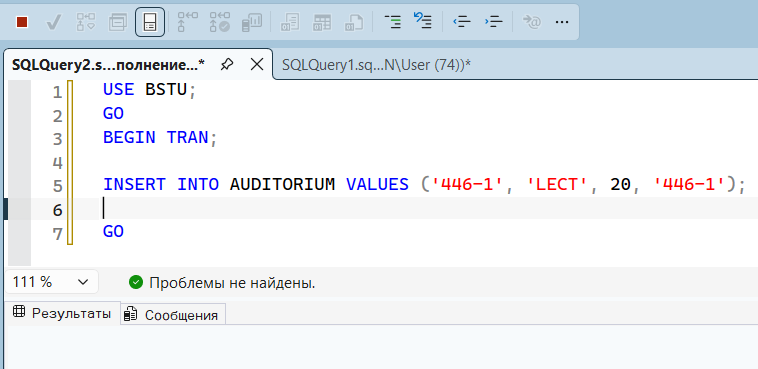 SQLQuery2.s...полнение...* SQLQuery1.sq...N\User (74))*
1 USE BSTU;
2 GO
3 BEGIN TRAN;
4
5 INSERT INTO AUDITORIUM VALUES ('446-1', 'LECT', 20, '446-1');
6
7 GO
111 % Проблемы не найдены.
Результаты Сообщения